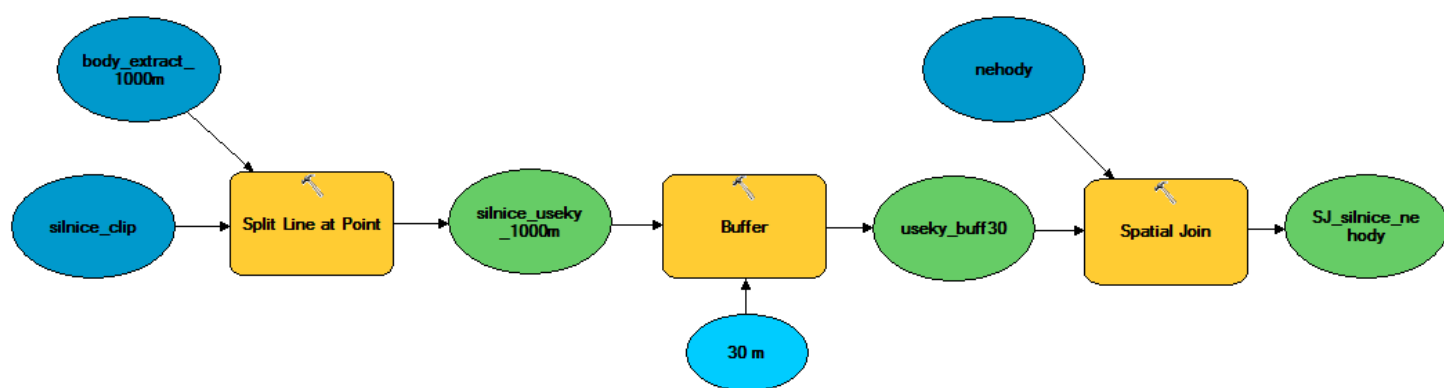 body_extract_
1000m
nehody
silnice_clip
Split Line at Point
silnice_useky
_1000m
Buffer
useky_buff30
Spatial Join
SJ_silnice_ne
hody
30 m